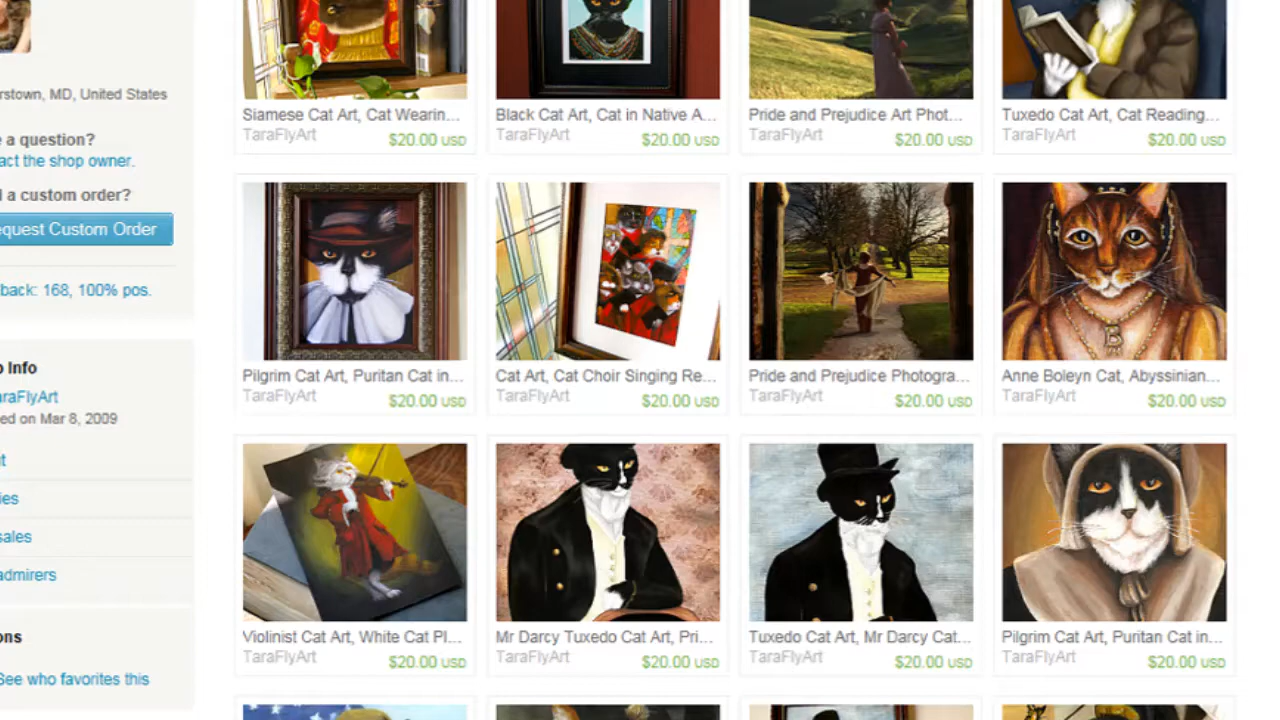 rstown, MD, United States
e a question?
act the shop owner.
l a custom order?
equest Custom Order
back: 168, 100% pos.
o Info
araFlyArt
ed on Mar 8, 2009
t
ies
sales
admirers
ons
See who favorites this
Siamese Cat Art, Cat Wearin...
TaraFlyArt $20.00 USD
Black Cat Art, Cat in Native A...
TaraFlyArt $20.00 USD
Pride and Prejudice Art Phot...
TaraFlyArt $20.00 USD
Tuxedo Cat Art, Cat Reading...
TaraFlyArt $20.00 USD
Pilgrim Cat Art, Puritan Cat in...
TaraFlyArt $20.00 USD
Cat Art, Cat Choir Singing Re...
TaraFlyArt $20.00 USD
Pride and Prejudice Photogra...
TaraFlyArt $20.00 USD
B
Anne Boleyn Cat, Abyssinian...
TaraFlyArt $20.00 USD
Violinist Cat Art, White Cat Pl...
TaraFlyArt $20.00 USD
Mr Darcy Tuxedo Cat Art, Pri...
TaraFlyArt $20.00 USD
Tuxedo Cat Art, Mr Darcy Cat...
TaraFlyArt $20.00 USD
Pilgrim Cat Art, Puritan Cat in...
TaraFlyArt $20.00 USD